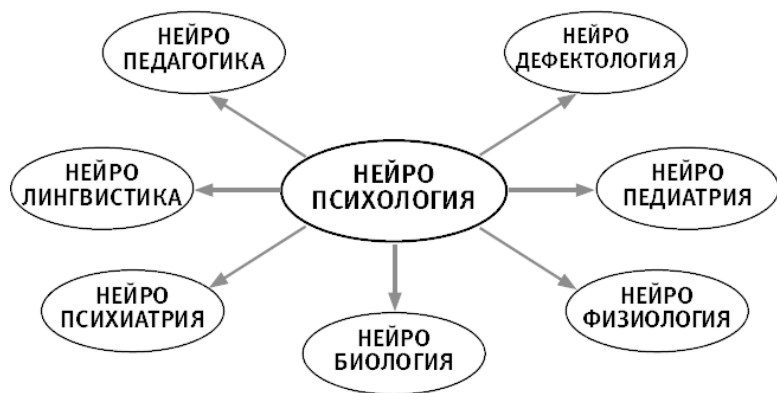 НЕЙРО
ПЕДАГОГИКА
НЕЙРО
ДЕФЕКТОЛОГИЯ
НЕЙРО
ЛИНГВИСТИКА
НЕЙРО
ПСИХОЛОГИЯ
НЕЙРО
ПЕДИАТРИЯ
НЕЙРО
ПСИХИАТРИЯ
НЕЙРО
БИОЛОГИЯ
НЕЙРО
ФИЗИОЛОГИЯ